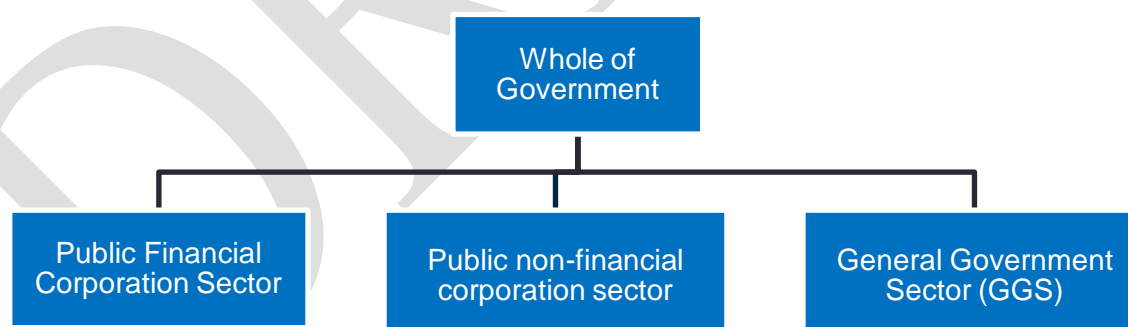 Whole of
Government
Public Financial
Corporation Sector
Public non-financial
corporation sector
General Government
Sector (GGS)